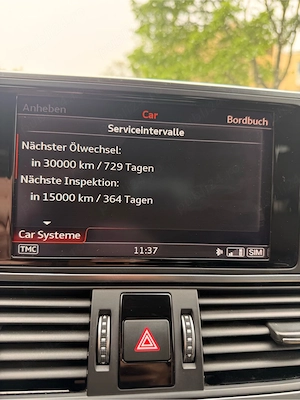 Anheben
Car
Bordbuch
Serviceintervalle
Nächster Ölwechsel:
in 30000 km / 729 Tagen
Nächste Inspektion:
in 15000 km / 364 Tagen
Car Systeme
TMC 11:37 SIM